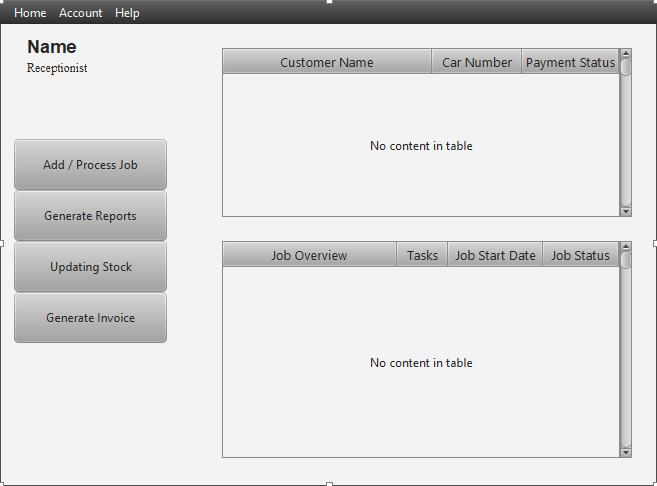 Home Account Help
Name
Receptionist
Add / Process Job
Generate Reports
Updating Stock
Generate Invoice
Customer Name Car Number Payment Status
No content in table
Job Overview Tasks Job Start Date Job Status
No content in table